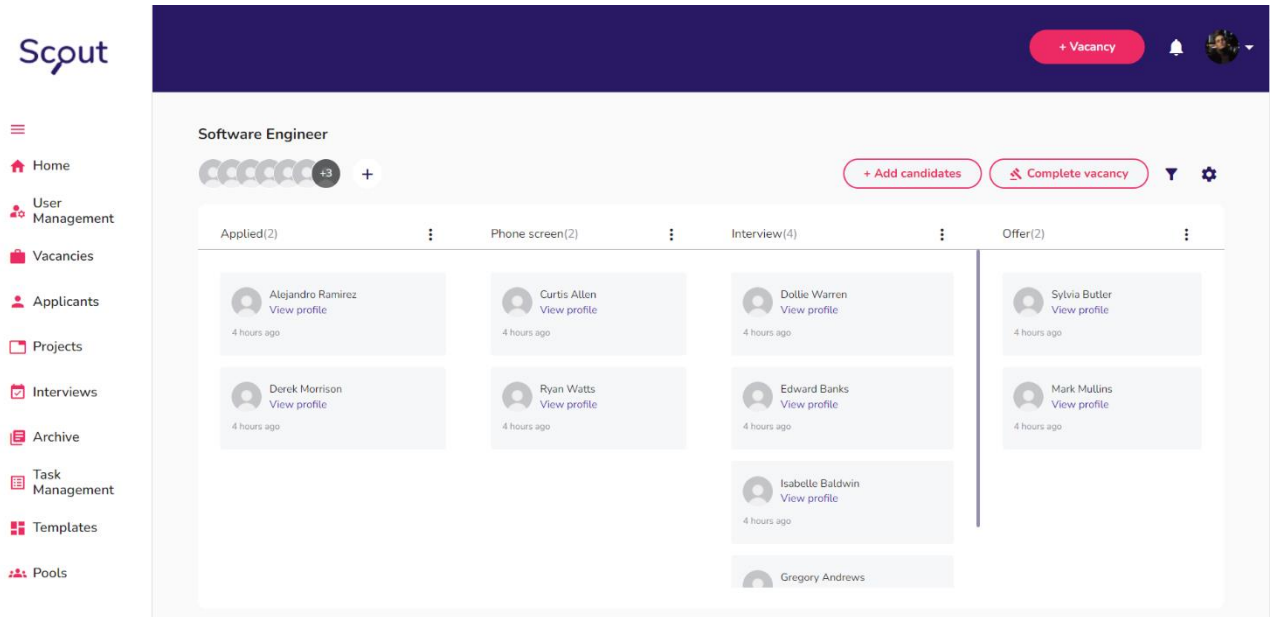 Scout
+ Vacancy
Home
User
Management
Vacancies
Applicants
Projects
Interviews
Archive
Task
Management
Templates
Pools
Software Engineer
+3
+
+ Add candidates
Complete vacancy
Applied(2)
Alejandro Ramirez
View profile
4 hours ago
Derek Morrison
View profile
4 hours ago
Phone screen(2)
Curtis Allen
View profile
4 hours ago
Ryan Watts
View profile
4 hours ago
Interview(4)
Dollie Warren
View profile
4 hours ago
Edward Banks
View profile
4 hours ago
Isabelle Baldwin
View profile
4 hours ago
Gregory Andrews
Offer(2)
Sylvia Butler
View profile
4 hours ago
Mark Mullins
View profile
4 hours ago